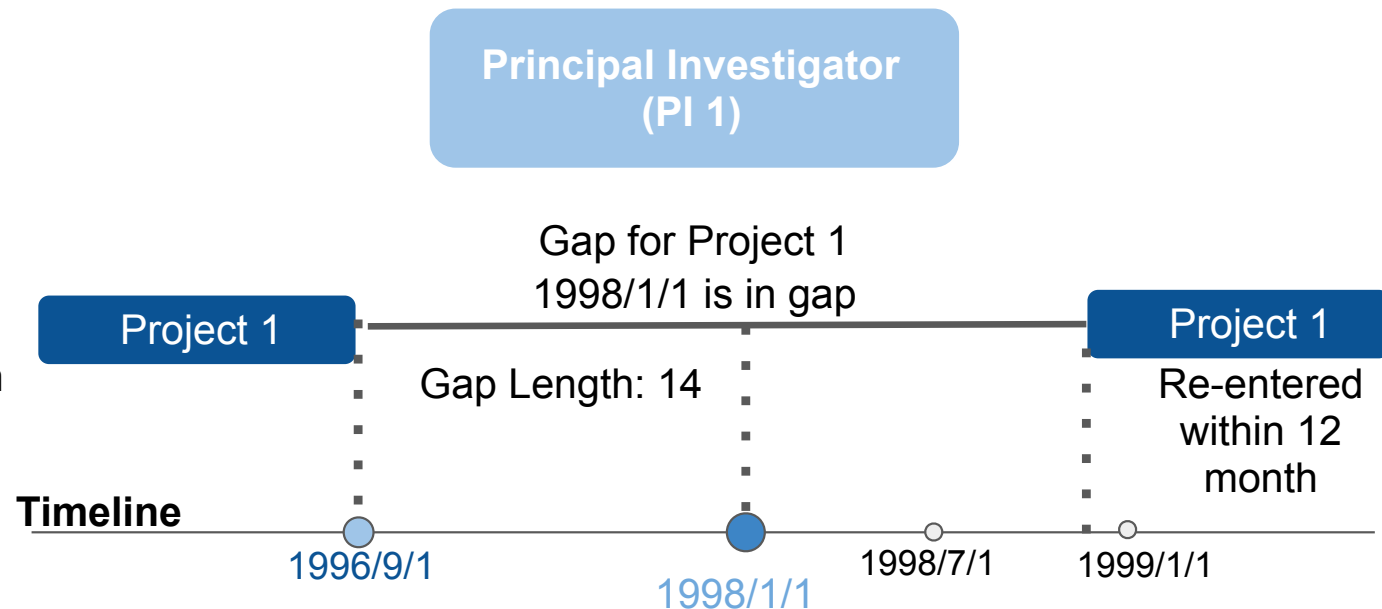 Principal Investigator
(PI 1)
Gap for Project 1
1998/1/1 is in gap
Project 1
Project 1
Gap Length: 14
Re-entered
within 12
month
Timeline
1996/9/1
1998/1/1
1998/7/1
1999/1/1